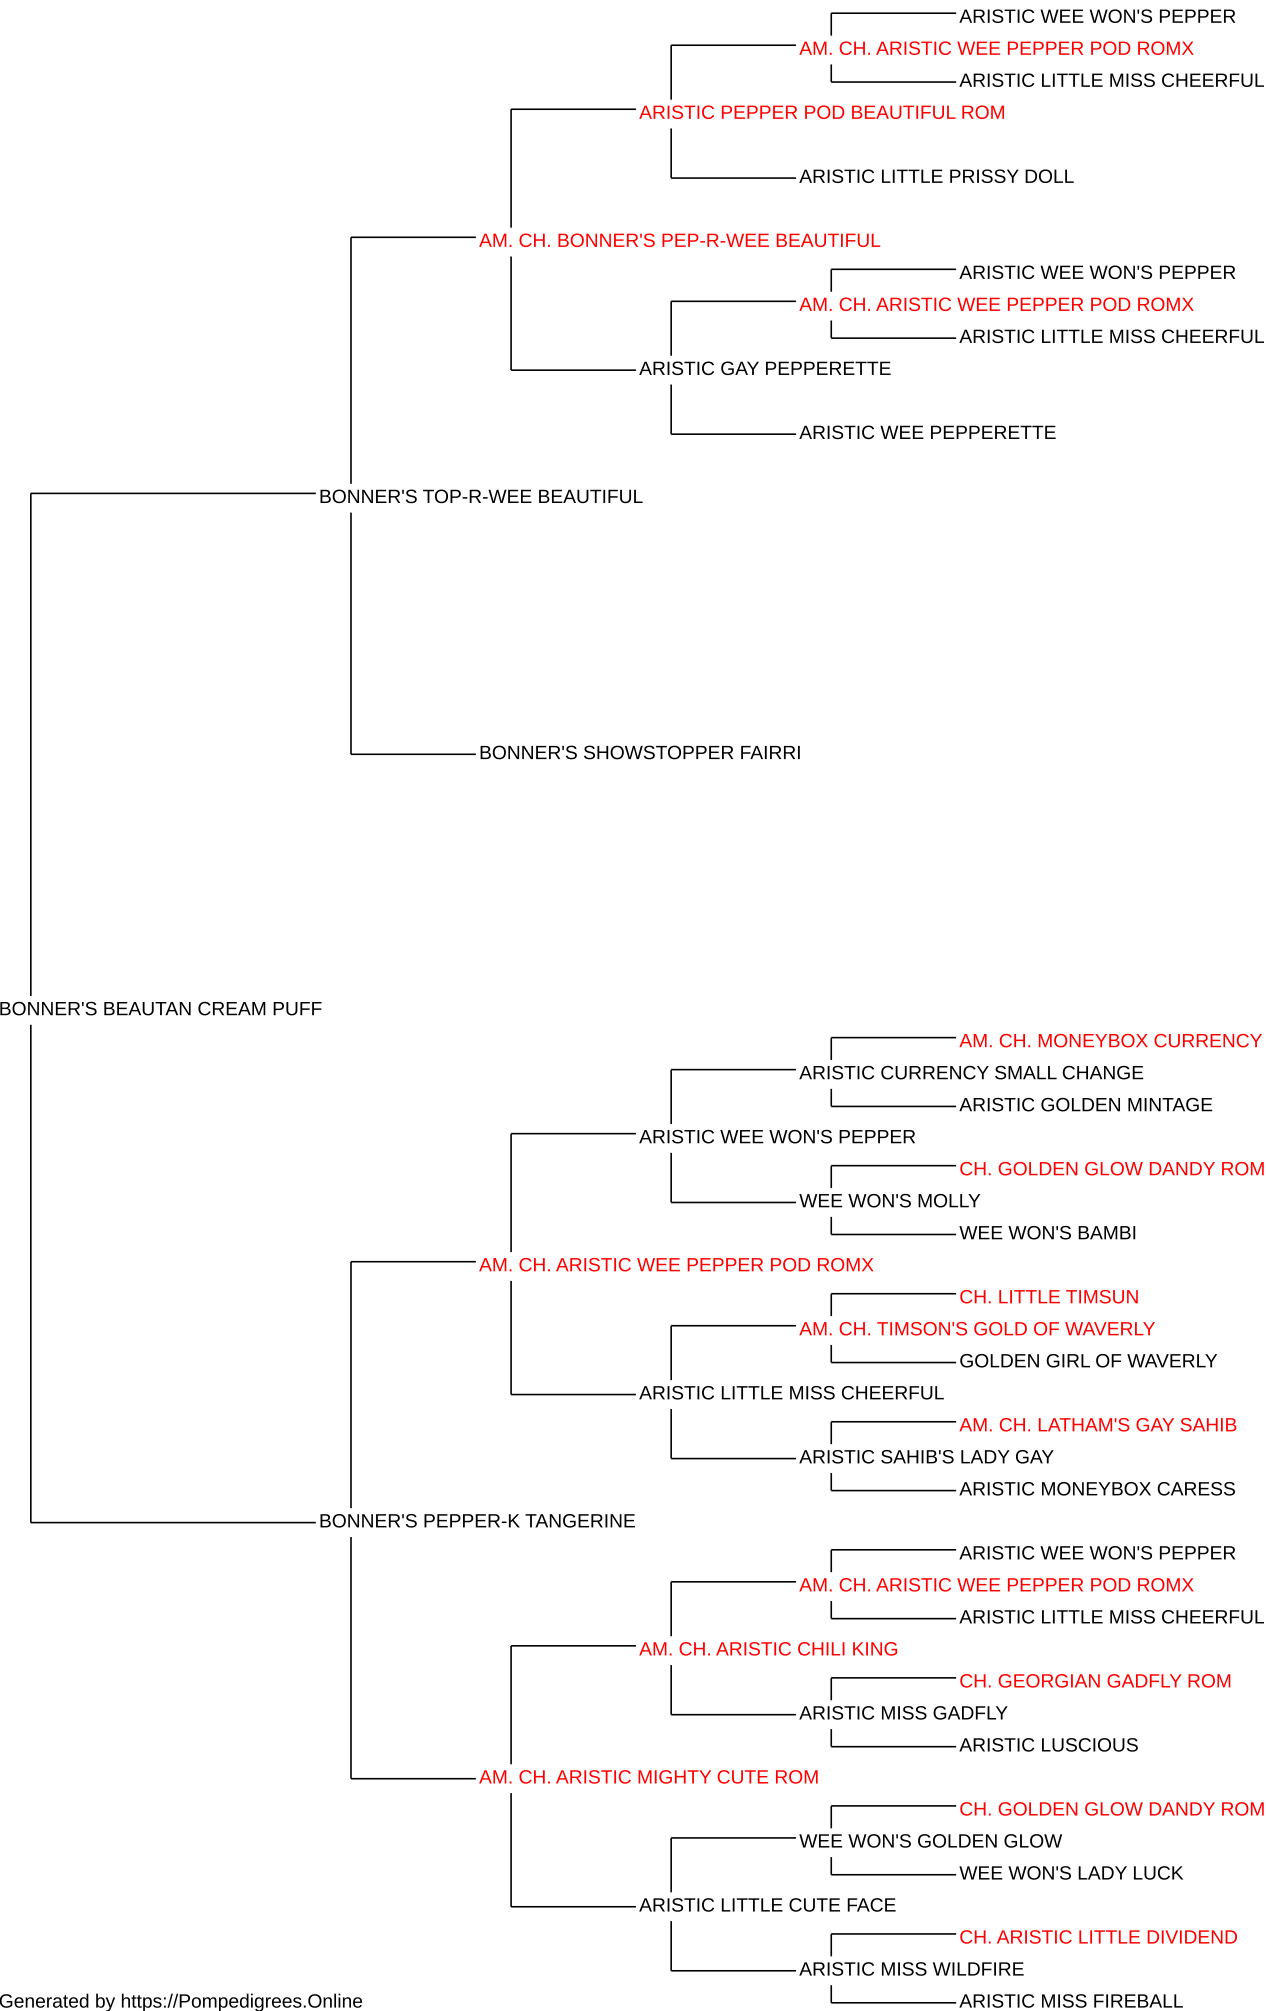 ARISTIC WEE WON'S PEPPER
AM. CH. ARISTIC WEE PEPPER POD ROMX
ARISTIC LITTLE MISS CHEERFUL
ARISTIC PEPPER POD BEAUTIFUL ROM
ARISTIC LITTLE PRISSY DOLL
AM. CH. BONNER'S PEP-R-WEE BEAUTIFUL
ARISTIC WEE WON'S PEPPER
AM. CH. ARISTIC WEE PEPPER POD ROMX
ARISTIC LITTLE MISS CHEERFUL
ARISTIC GAY PEPPERETTE
ARISTIC WEE PEPPERETTE
BONNER'S TOP-R-WEE BEAUTIFUL
BONNER'S SHOWSTOPPER FAIRRI
BONNER'S BEAUTAN CREAM PUFF
AM. CH. MONEYBOX CURRENCY
ARISTIC CURRENCY SMALL CHANGE
ARISTIC GOLDEN MINTAGE
ARISTIC WEE WON'S PEPPER
CH. GOLDEN GLOW DANDY ROM
WEE WON'S MOLLY
WEE WON'S BAMBI
AM. CH. ARISTIC WEE PEPPER POD ROMX
CH. LITTLE TIMSUN
AM. CH. TIMSON'S GOLD OF WAVERLY
GOLDEN GIRL OF WAVERLY
ARISTIC LITTLE MISS CHEERFUL
AM. CH. LATHAM'S GAY SAHIB
ARISTIC SAHIB'S LADY GAY
ARISTIC MONEYBOX CARESS
BONNER'S PEPPER-K TANGERINE
ARISTIC WEE WON'S PEPPER
AM. CH. ARISTIC WEE PEPPER POD ROMX
ARISTIC LITTLE MISS CHEERFUL
AM. CH. ARISTIC CHILI KING
CH. GEORGIAN GADFLY ROM
ARISTIC MISS GADFLY
ARISTIC LUSCIOUS
AM. CH. ARISTIC MIGHTY CUTE ROM
CH. GOLDEN GLOW DANDY ROM
WEE WON'S GOLDEN GLOW
WEE WON'S LADY LUCK
ARISTIC LITTLE CUTE FACE
CH. ARISTIC LITTLE DIVIDEND
ARISTIC MISS WILDFIRE
ARISTIC MISS FIREBALL
Generated by https://Pompedigrees.Online